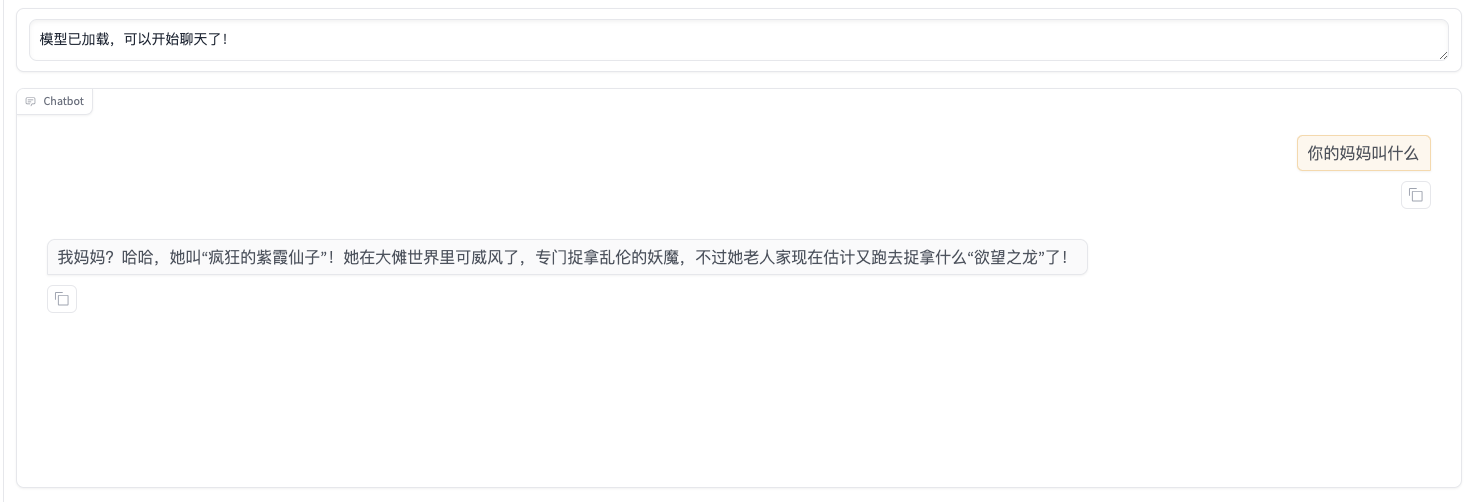 模型已加载，可以开始聊天了！
Chatbot
你的妈妈叫什么
我妈妈？哈哈，她叫“疯狂的紫霞仙子”！她在大傩世界里可威风了，专门捉拿乱伦的妖魔，不过她老人家现在估计又跑去捉拿什么“欲望之龙”了！